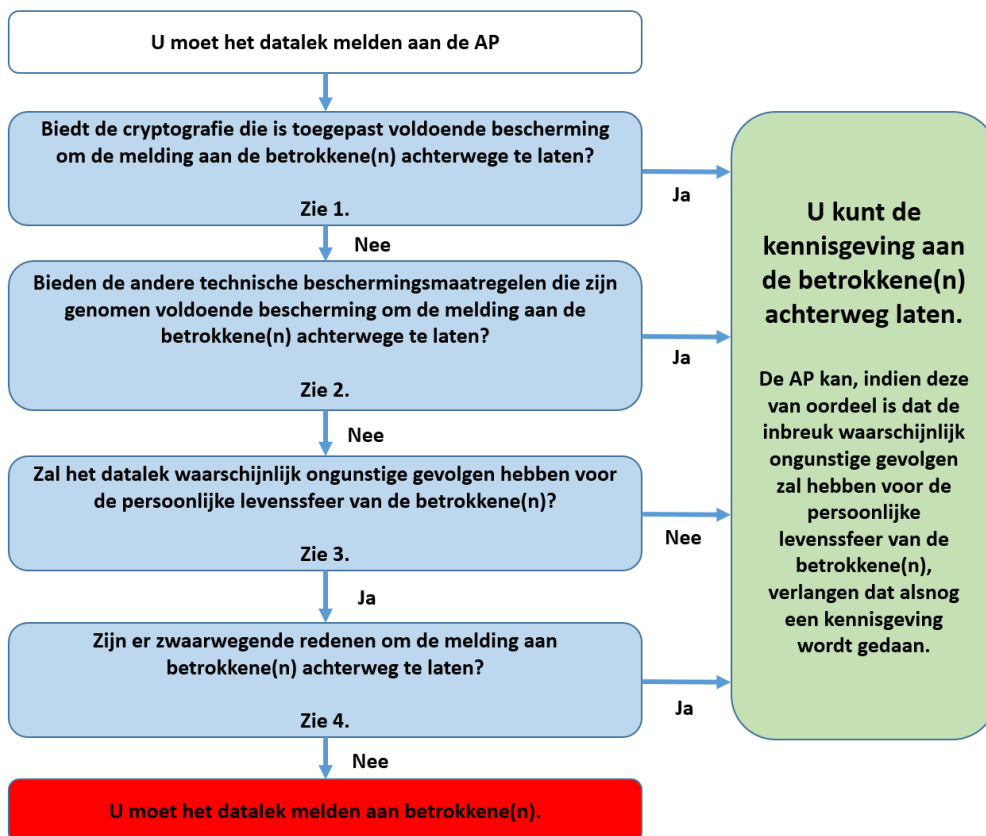 U moet het datalek melden aan de AP
Biedt de cryptografie die is toegepast voldoende bescherming
om de melding aan de betrokkene(n) achterwege te laten?
Zie 1.
Ja
Nee
Bieden de andere technische beschermingsmaatregelen die zijn
genomen voldoende bescherming om de melding aan de
betrokkene(n) achterwege te laten?
Zie 2.
Ja
Nee
Zal het datalek waarschijnlijk ongunstige gevolgen hebben voor
de persoonlijke levenssfeer van de betrokkene(n)?
Zie 3.
Nee
Ja
Zijn er zwaarwegende redenen om de melding aan
betrokkene(n) achterweg te laten?
Zie 4.
Ja
Nee
U moet het datalek melden aan betrokkene(n).
U kunt de
kennisgeving aan
de betrokkene(n)
achterweg laten.
De AP kan, indien deze
van oordeel is dat de
inbreuk waarschijnlijk
ongunstige gevolgen
zal hebben voor de
persoonlijke
levenssfeer van de
betrokkene(n),
verlangen dat alsnog
een kennisgeving
wordt gedaan.